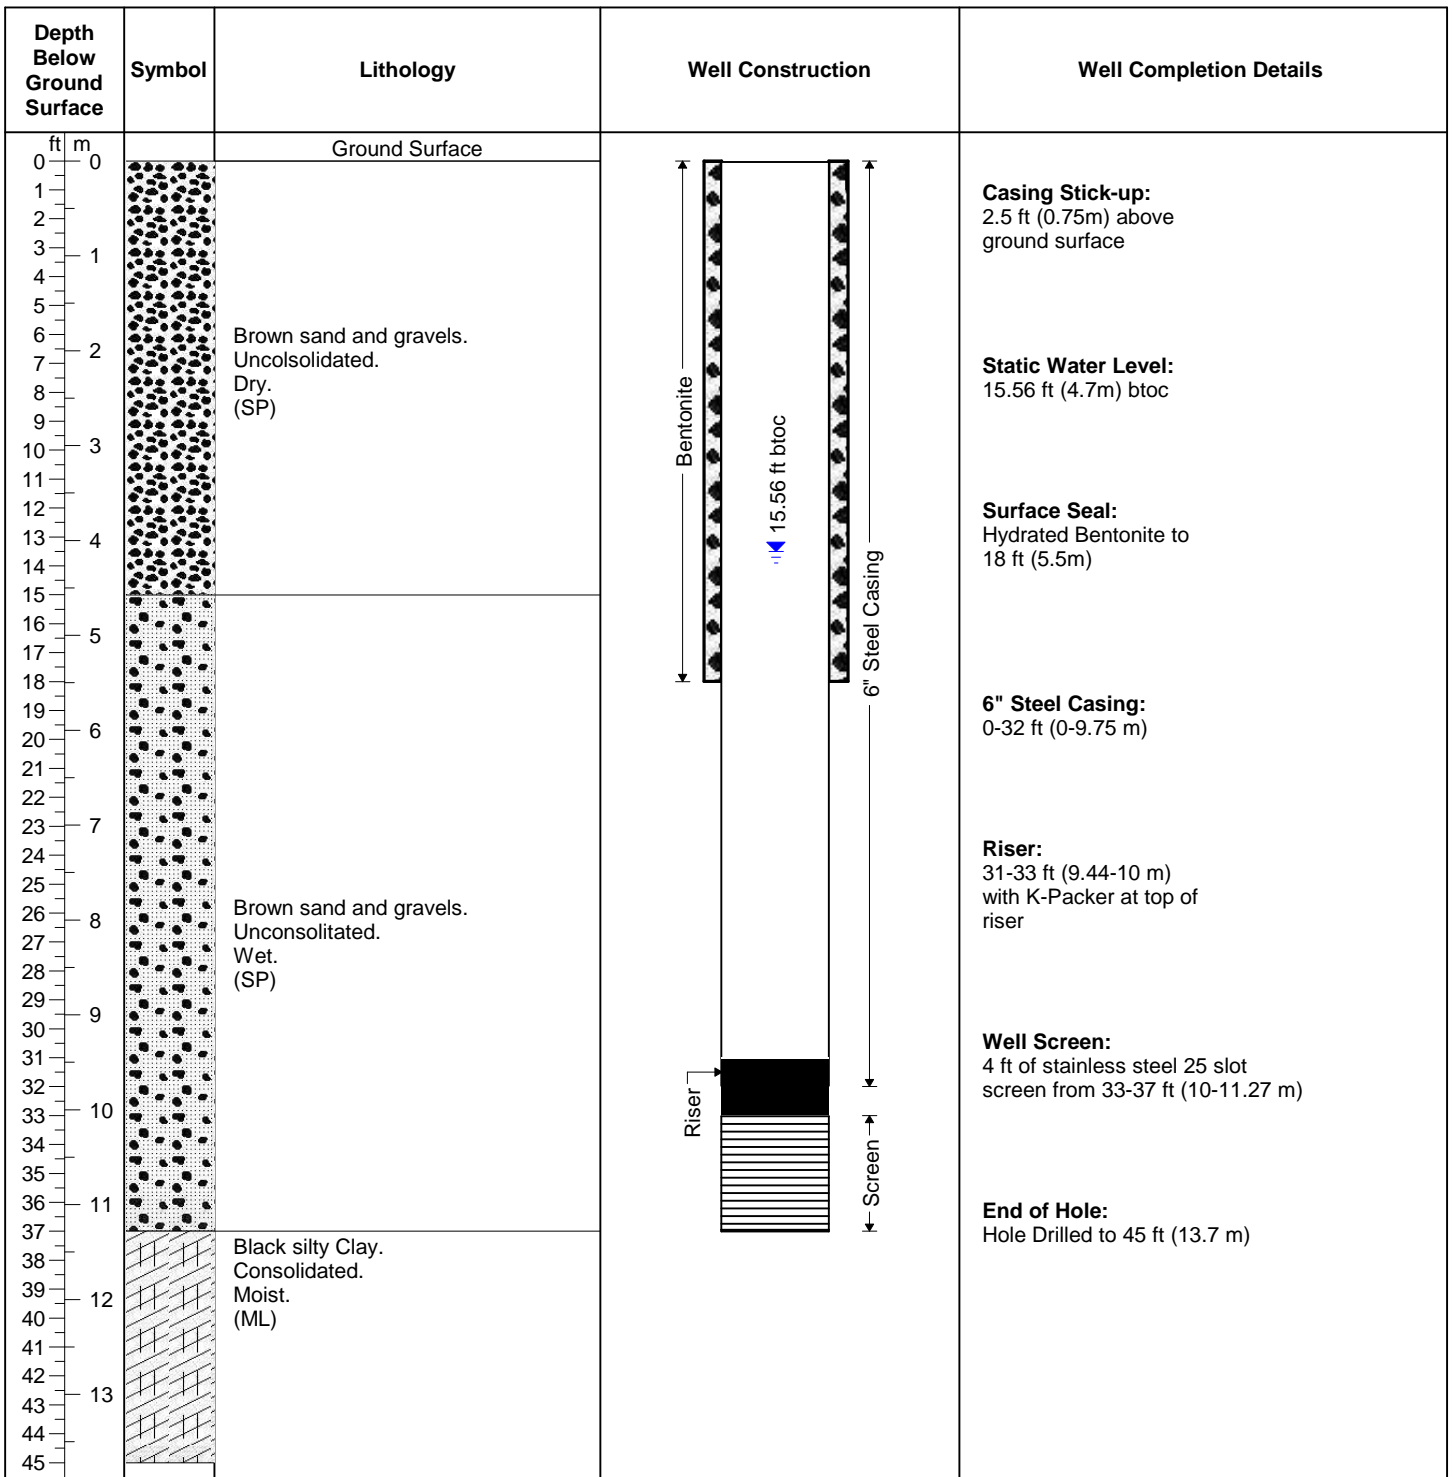 Depth
Below
Ground
Surface
Symbol
Lithology
Well Construction
Well Completion Details
ft m
Ground Surface
0
1
2
3
4
5
6
7
8
9
10
11
12
13
14
15
16
17
18
19
20
21
22
23
24
25
26
27
28
29
30
31
32
33
34
35
36
37
38
39
40
41
42
43
44
45
0
1
2
3
4
5
6
7
8
9
10
11
12
13
Brown sand and gravels.
Uncolsolidated.
Dry.
(SP)
Brown sand and gravels.
Unconsolitated.
Wet.
(SP)
Black silty Clay.
Consolidated.
Moist.
(ML)
Bentonite
15.56 ft btoc
6" Steel Casing
Riser
Screen
Casing Stick-up:
2.5 ft (0.75m) above
ground surface
Static Water Level:
15.56 ft (4.7m) btoc
Surface Seal:
Hydrated Bentonite to
18 ft (5.5m)
6" Steel Casing:
0-32 ft (0-9.75 m)
Riser:
31-33 ft (9.44-10 m)
with K-Packer at top of
riser
Well Screen:
4 ft of stainless steel 25 slot
screen from 33-37 ft (10-11.27 m)
End of Hole:
Hole Drilled to 45 ft (13.7 m)